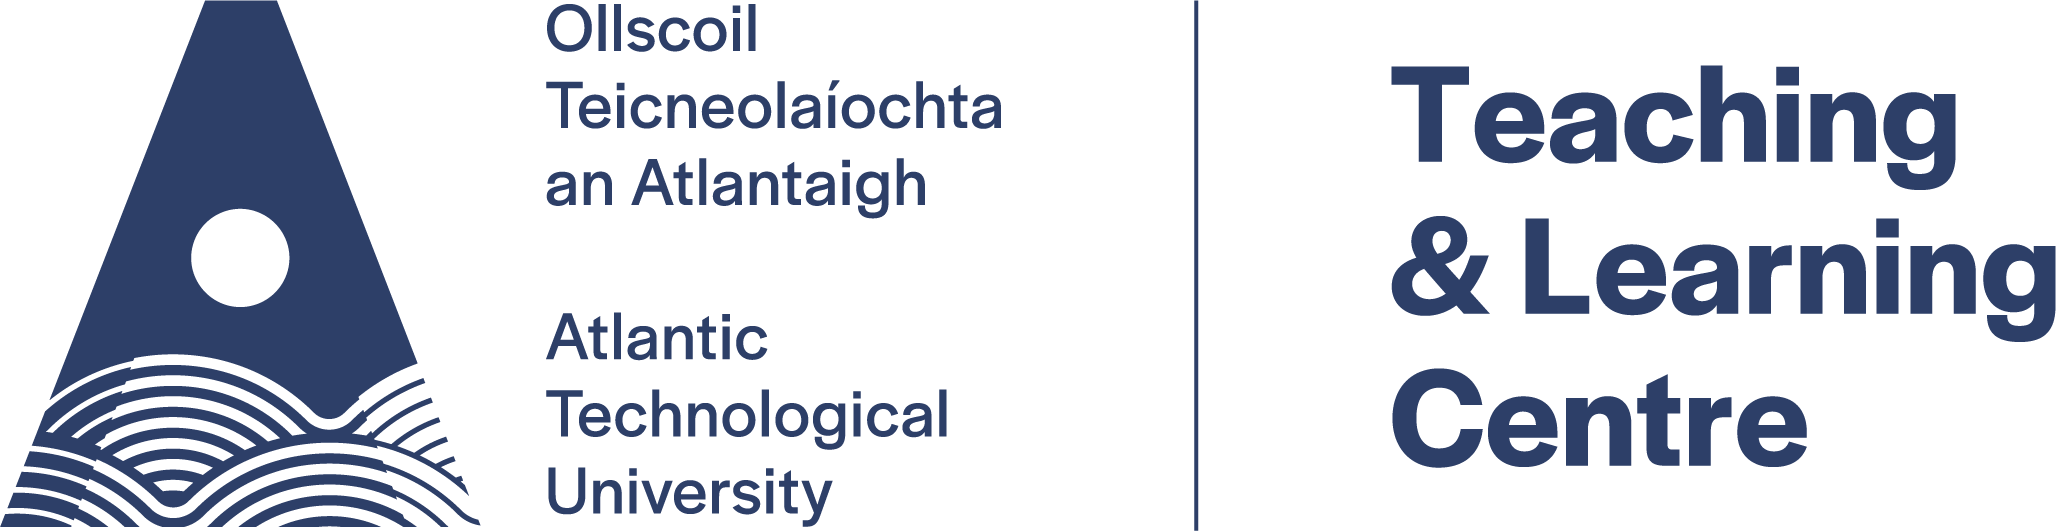 Ollscoil
Teicneolaíochta
an Atlantaigh
Atlantic
Technological
University
Teaching
& Learning
Centre